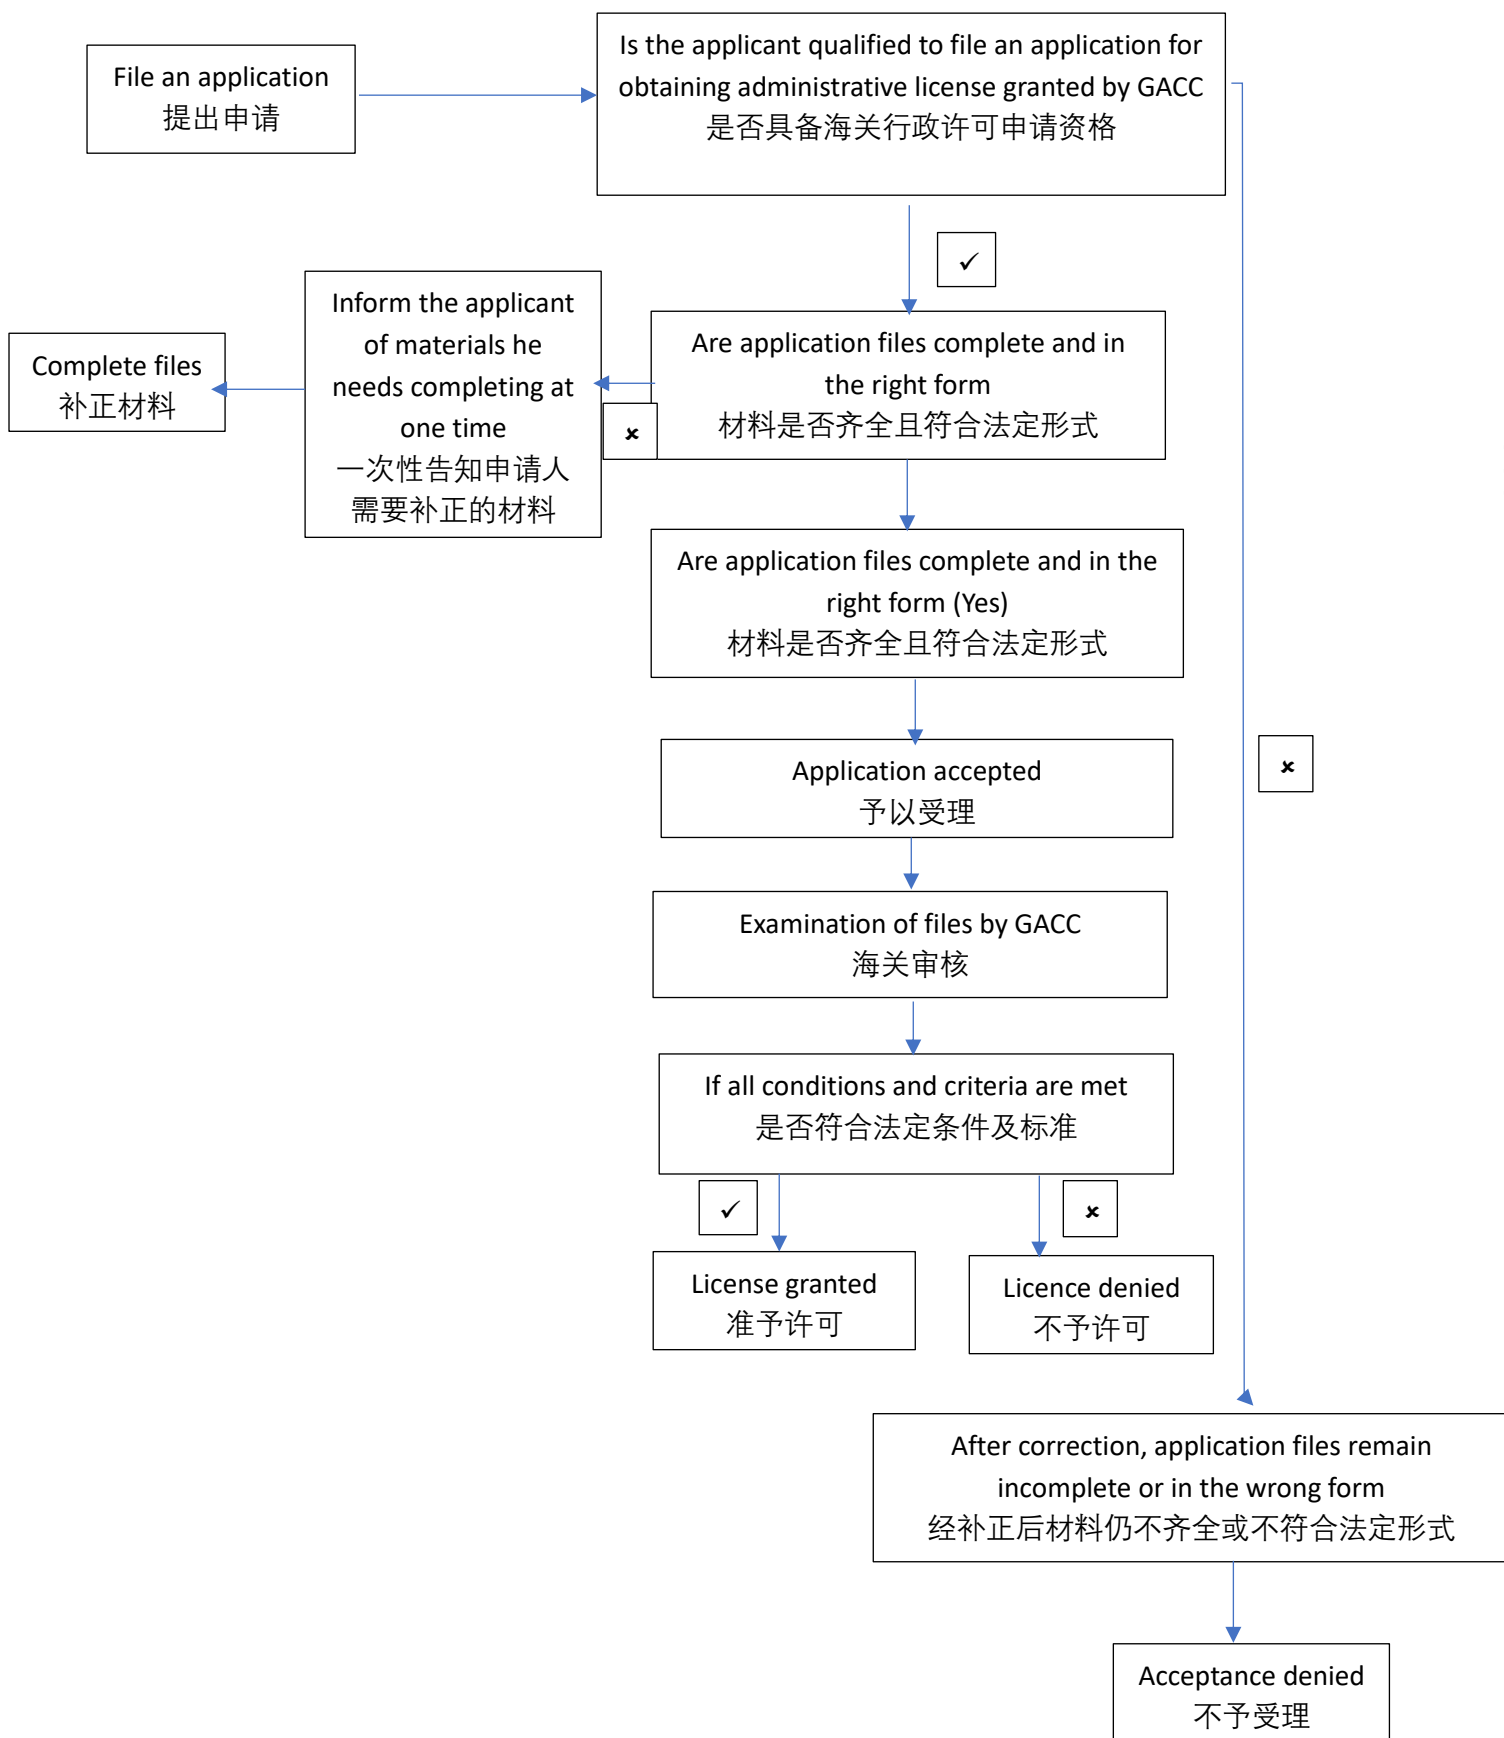 File an application
提出申请
Is the applicant qualified to file an application for
obtaining administrative license granted by GACC
是否具备海关行政许可申请资格
✓
Inform the applicant
of materials he
needs completing at
one time
一次性告知申请人
需要补正的材料
Complete files
补正材料
Are application files complete and in
the right form
材料是否齐全且符合法定形式
×
Are application files complete and in the
right form (Yes)
材料是否齐全且符合法定形式
Application accepted
予以受理
×
Examination of files by GACC
海关审核
If all conditions and criteria are met
是否符合法定条件及标准
✓
×
License granted
准予许可
Licence denied
不予许可
After correction, application files remain
incomplete or in the wrong form
经补正后材料仍不齐全或不符合法定形式
Acceptance denied
不予受理